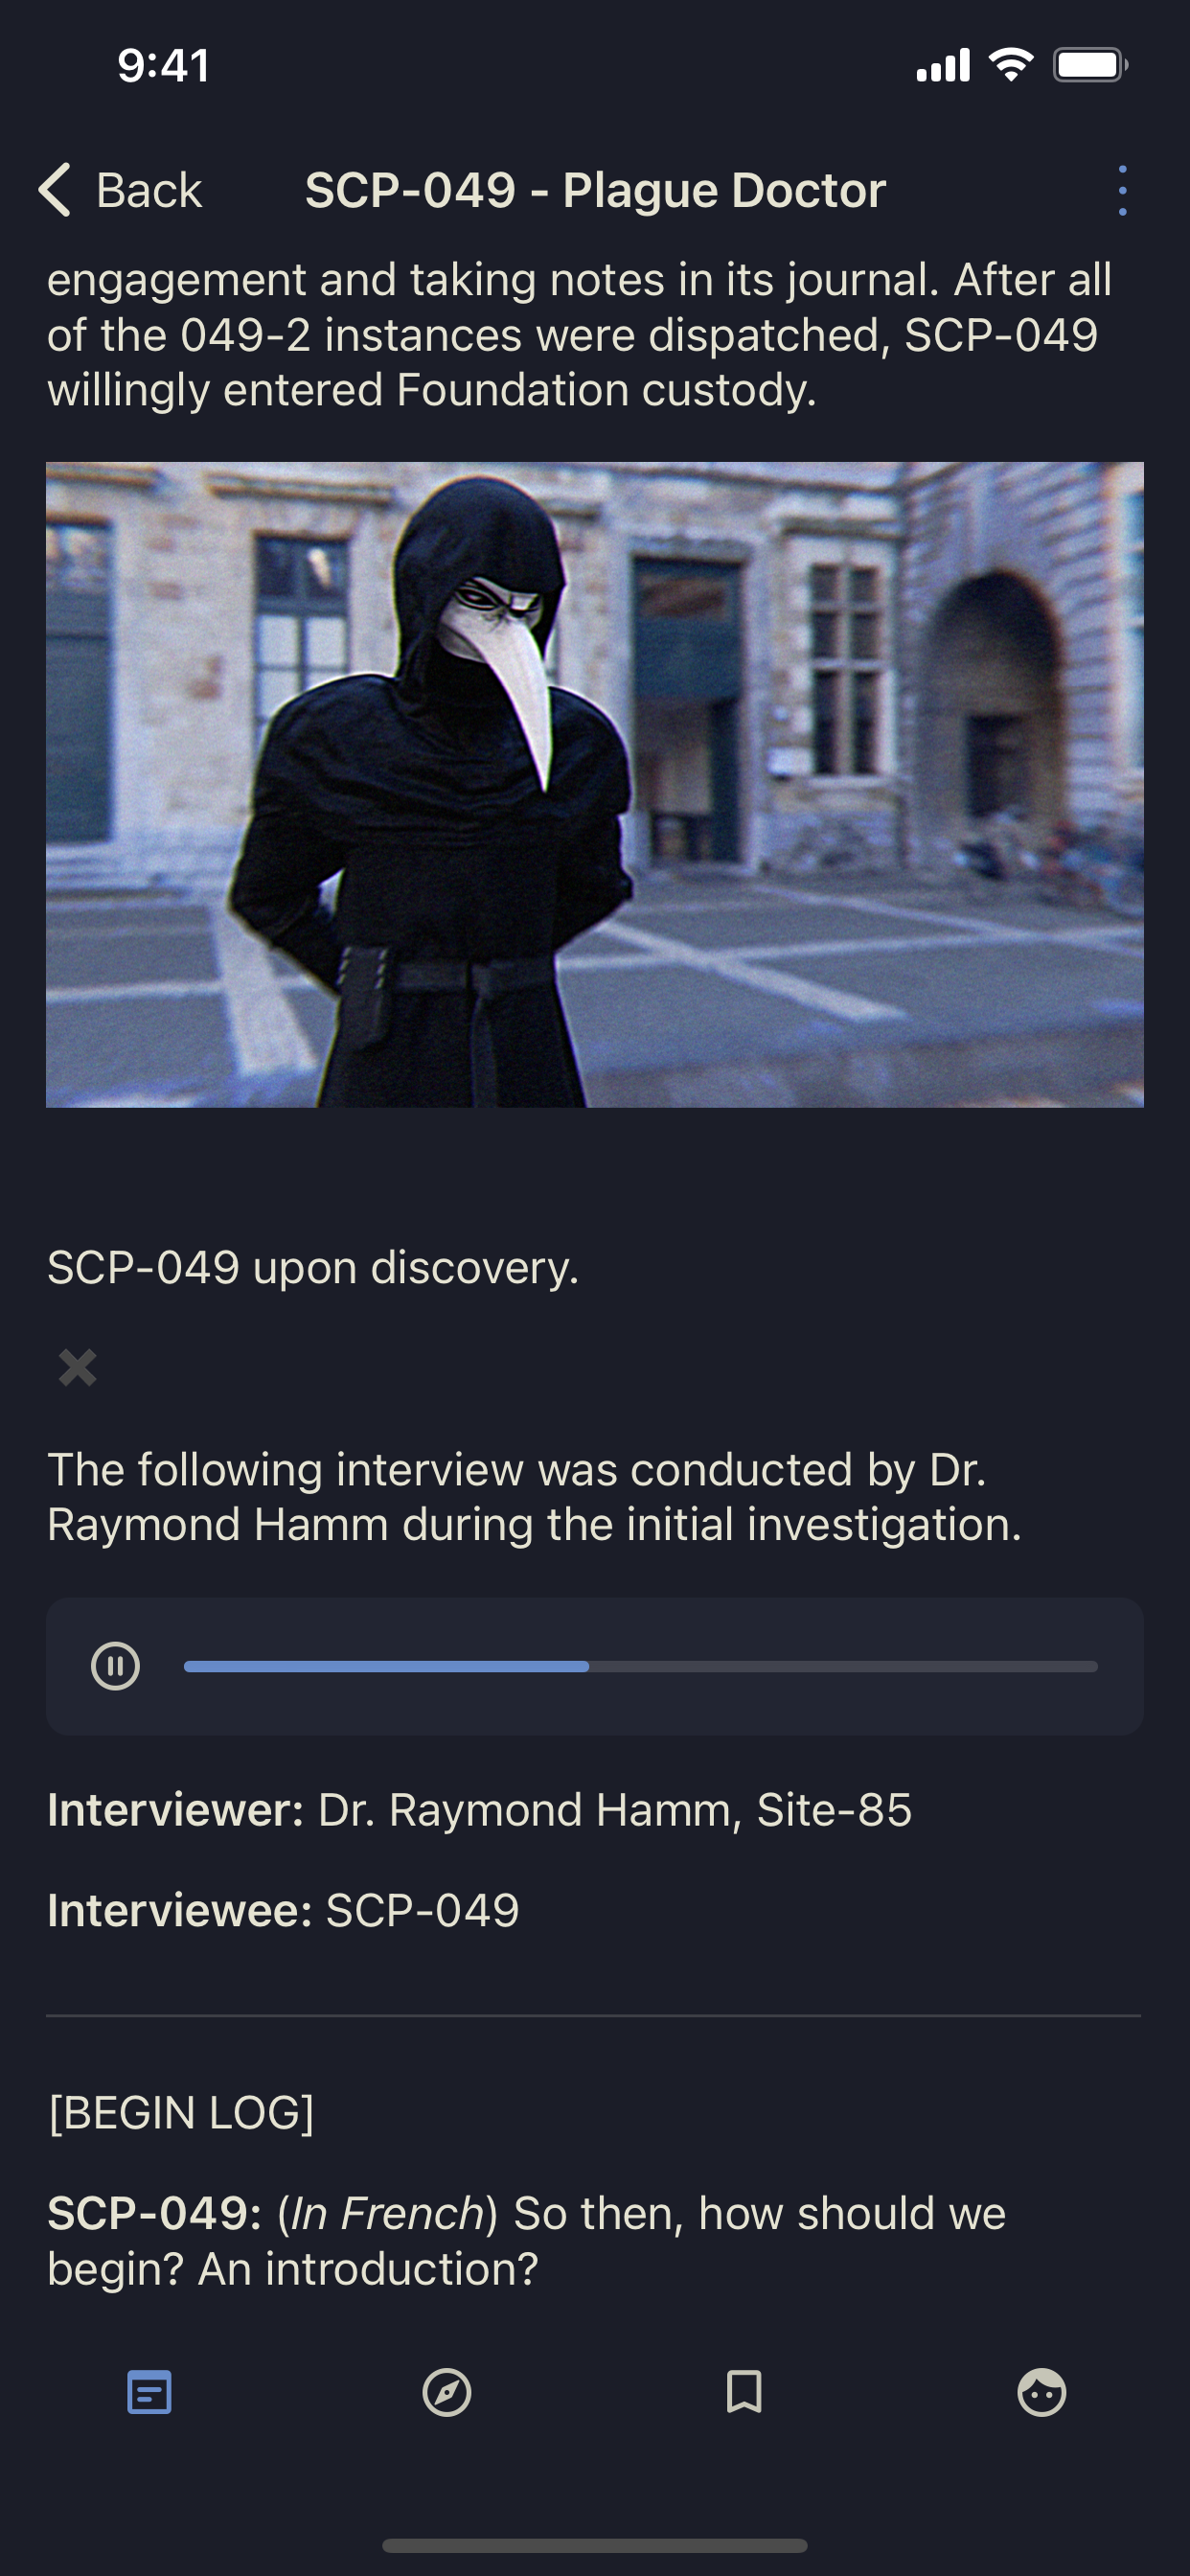 9:41
Back SCP-049 - Plague Doctor
engagement and taking notes in its journal. After all
of the 049-2 instances were dispatched, SCP-049
willingly entered Foundation custody.
SCP-049 upon discovery.
The following interview was conducted by Dr.
Raymond Hamm during the initial investigation.
Interviewer: Dr. Raymond Hamm, Site-85
Interviewee: SCP-049
[BEGIN LOG]
SCP-049: (In French) So then, how should we
begin? An introduction?